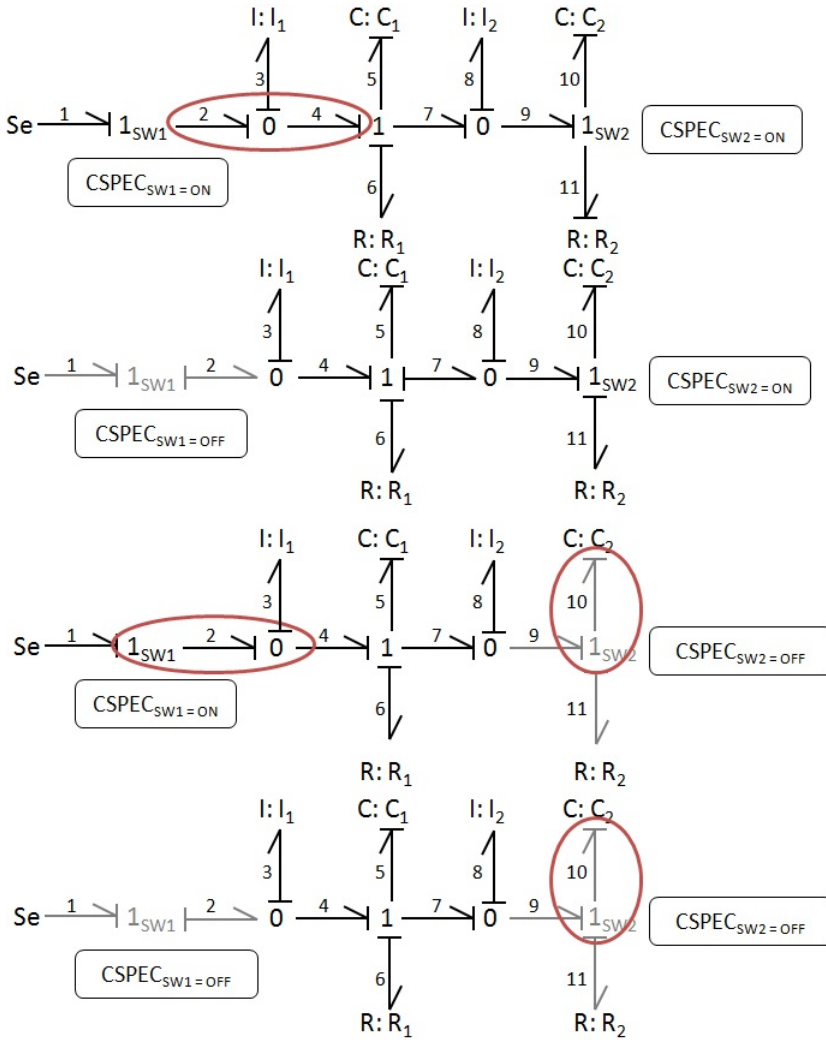 I: I₁ C: C₁ I: I₂ C: C₂
3 5 8 10
1 2 4 7 9
Se 1SW1 0 1 0 1SW2 CSPECSW2 = ON
CSPECSW1 = ON 6 11
R: R₁ R: R₂
I: I₁ C: C₁ I: I₂ C: C₂
3 5 8 10
1 2 4 7 9
Se 1SW1 0 1 0 1SW2 CSPECSW2 = ON
CSPECSW1 = OFF 6 11
R: R₁ R: R₂
I: I₁ C: C₁ I: I₂ C: C₂
3 5 8 10
1 2 4 7 9
Se 1SW1 0 1 0 1SW2 CSPECSW2 = OFF
CSPECSW1 = ON 6 11
R: R₁ R: R₂
I: I₁ C: C₁ I: I₂ C: C₂
3 5 8 10
1 2 4 7 9
Se 1SW1 0 1 0 1SW2 CSPECSW2 = OFF
CSPECSW1 = OFF 6 11
R: R₁ R: R₂